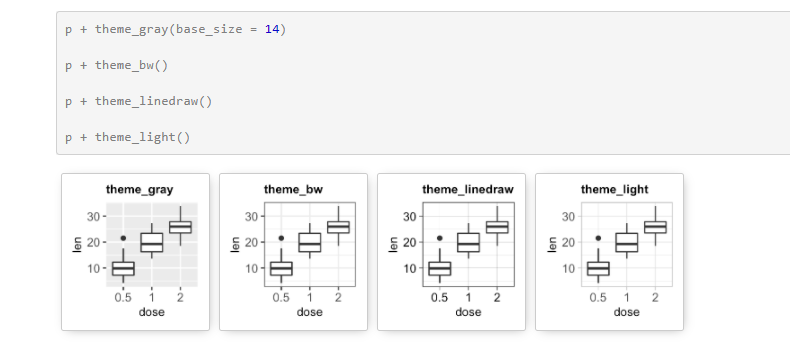 p + theme_gray(base_size = 14)
p + theme_bw()
p + theme_linedraw()
p + theme_light()
theme_gray
30
20
10
len
0.5 1 2
dose
theme_bw
30
20
10
len
0.5 1 2
dose
theme_linedraw
30
20
10
len
0.5 1 2
dose
theme_light
30
20
10
len
0.5 1 2
dose